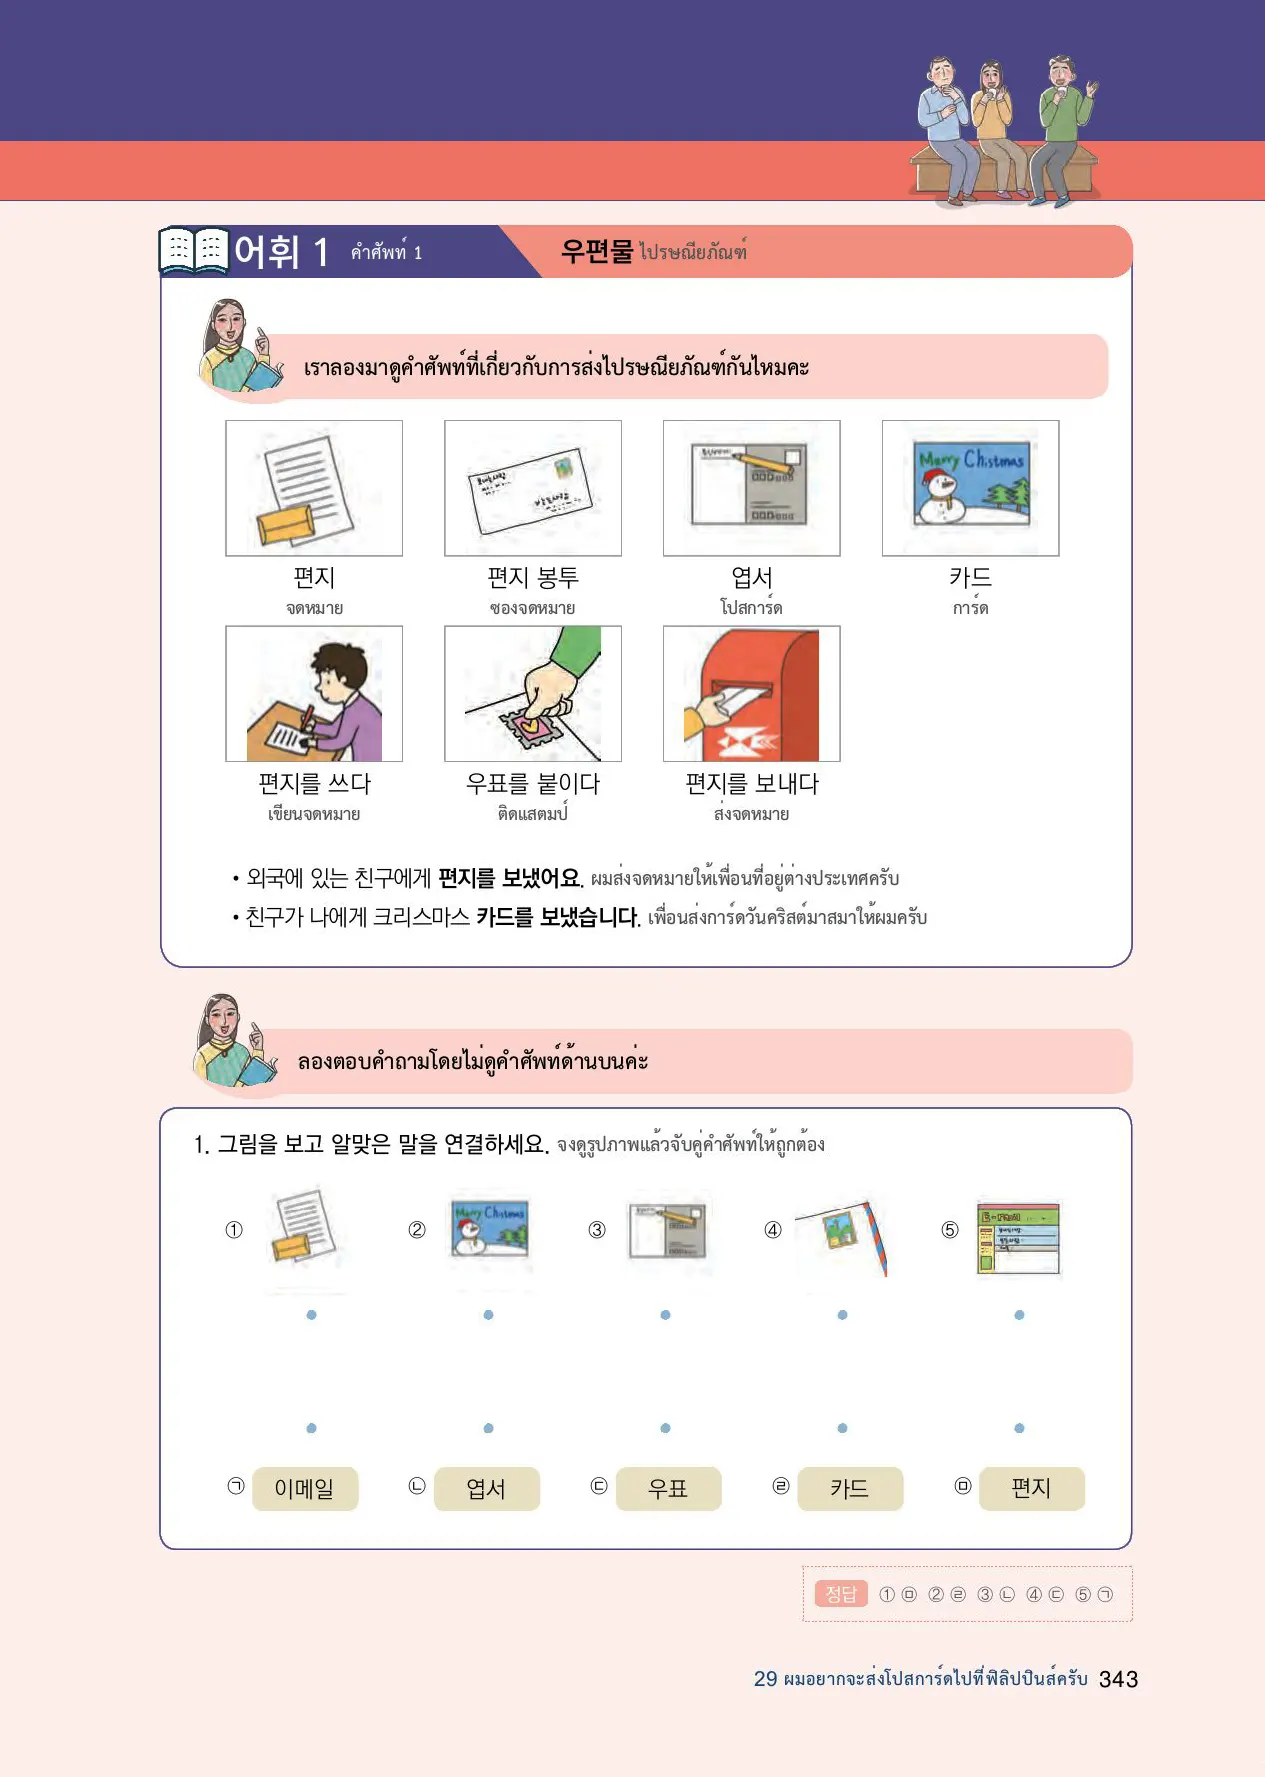 어휘 1 คำศัพท์ 1 우편물 ไปรษณียภัณฑ์
เราลองมาดูคำศัพท์ที่เกี่ยวกับการส่งไปรษณียภัณฑ์กันไหมคะ
Merry Chistmas
편지 편지 봉투 엽서 카드
จดหมาย ซองจดหมาย โปสการ์ด การ์ด
편지를 쓰다 우표를 붙이다 편지를 보내다
เขียนจดหมาย ติดแสตมป์ ส่งจดหมาย
• 외국에 있는 친구에게 편지를 보냈어요. ผมส่งจดหมายให้เพื่อนที่อยู่ต่างประเทศครับ
• 친구가 나에게 크리스마스 카드를 보냈습니다. เพื่อนส่งการ์ดวันคริสต์มาสมาให้ผมครับ
ลองตอบคำถามโดยไม่ดูคำศัพท์ด้านบนค่ะ
1. 그림을 보고 알맞은 말을 연결하세요. จงดูรูปภาพแล้วจับคู่คำศัพท์ให้ถูกต้อง
① ② ③ ④ ⑤
Merry Chistmas
㉠ 이메일 ㉡ 엽서 ㉢ 우표 ㉣ 카드 ㉤ 편지
정답 ① ㉤ ② ㉣ ③ ㉡ ④ ㉢ ⑤ ㉠
29 ผมอยากจะส่งโปสการ์ดไปที่ฟิลิปปินส์ครับ 343